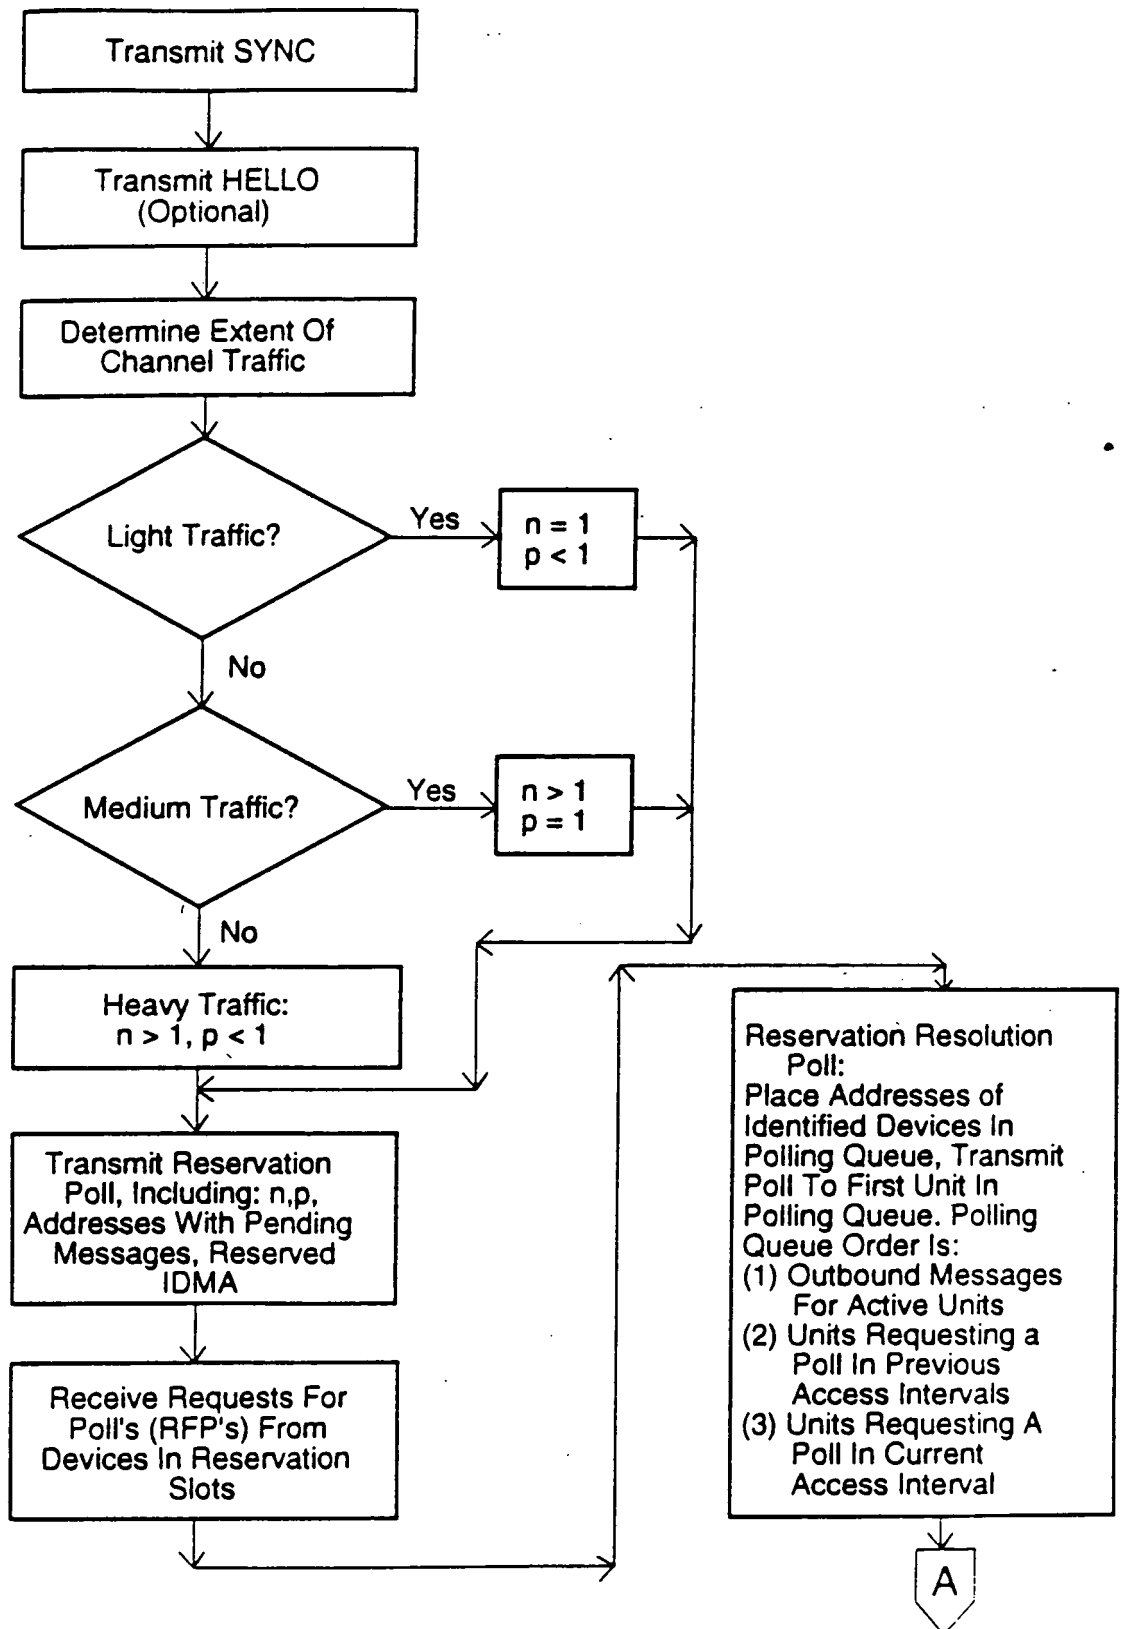 Transmit SYNC
Transmit HELLO
(Optional)
Determine Extent Of
Channel Traffic
Light Traffic?
Yes
n = 1
p < 1
No
Medium Traffic?
Yes
n > 1
p = 1
No
Heavy Traffic:
n > 1, p < 1
Transmit Reservation
Poll, Including: n,p,
Addresses With Pending
Messages, Reserved
IDMA
Receive Requests For
Poll's (RFP's) From
Devices In Reservation
Slots
Reservation Resolution
Poll:
Place Addresses of
Identified Devices In
Polling Queue, Transmit
Poll To First Unit In
Polling Queue. Polling
Queue Order Is:
(1) Outbound Messages
For Active Units
(2) Units Requesting a
Poll In Previous
Access Intervals
(3) Units Requesting A
Poll In Current
Access Interval
A